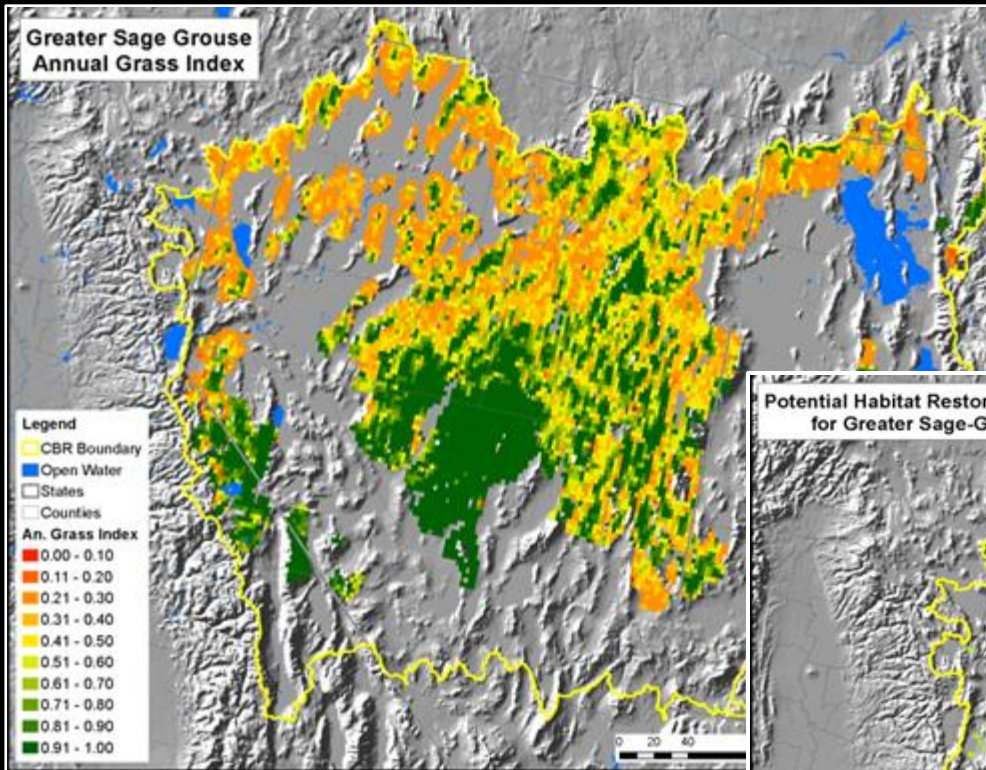 Greater Sage Grouse
Annual Grass Index
Legend
CBR Boundary
Open Water
States
Counties
An. Grass Index
0.00 - 0.10
0.11 - 0.20
0.21 - 0.30
0.31 - 0.40
0.41 - 0.50
0.51 - 0.60
0.61 - 0.70
0.71 - 0.80
0.81 - 0.90
0.91 - 1.00
0 20 40
Potential Habitat Restor
for Greater Sage-G